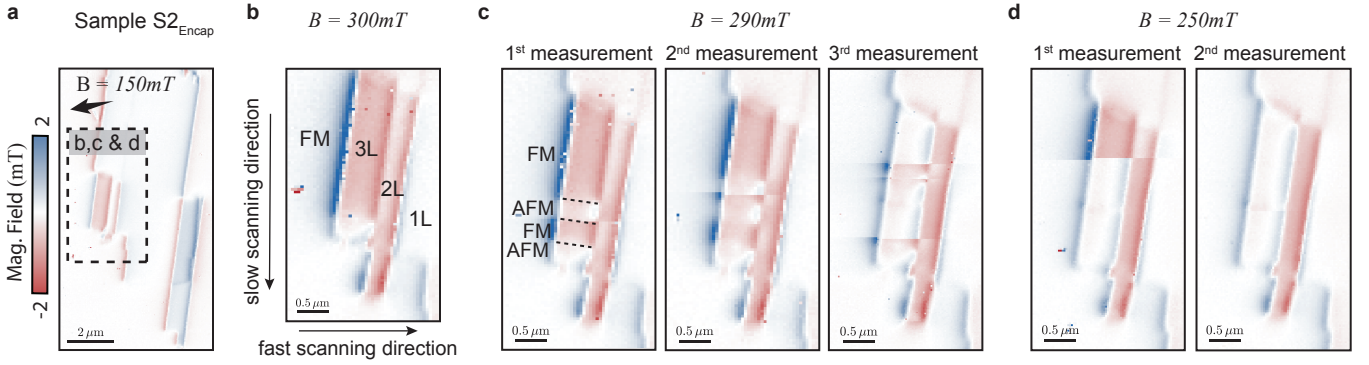 a
Sample S2Encap
B = 150mT
b,c & d
Mag. Field (mT)
2
-2
2 μm
b
B = 300mT
slow scanning direction
FM
3L
2L
1L
0.5 μm
fast scanning direction
c
B = 290mT
1st measurement
2nd measurement
3rd measurement
FM
AFM
FM
AFM
0.5 μm
0.5 μm
0.5 μm
d
B = 250mT
1st measurement
2nd measurement
0.5 μm
0.5 μm